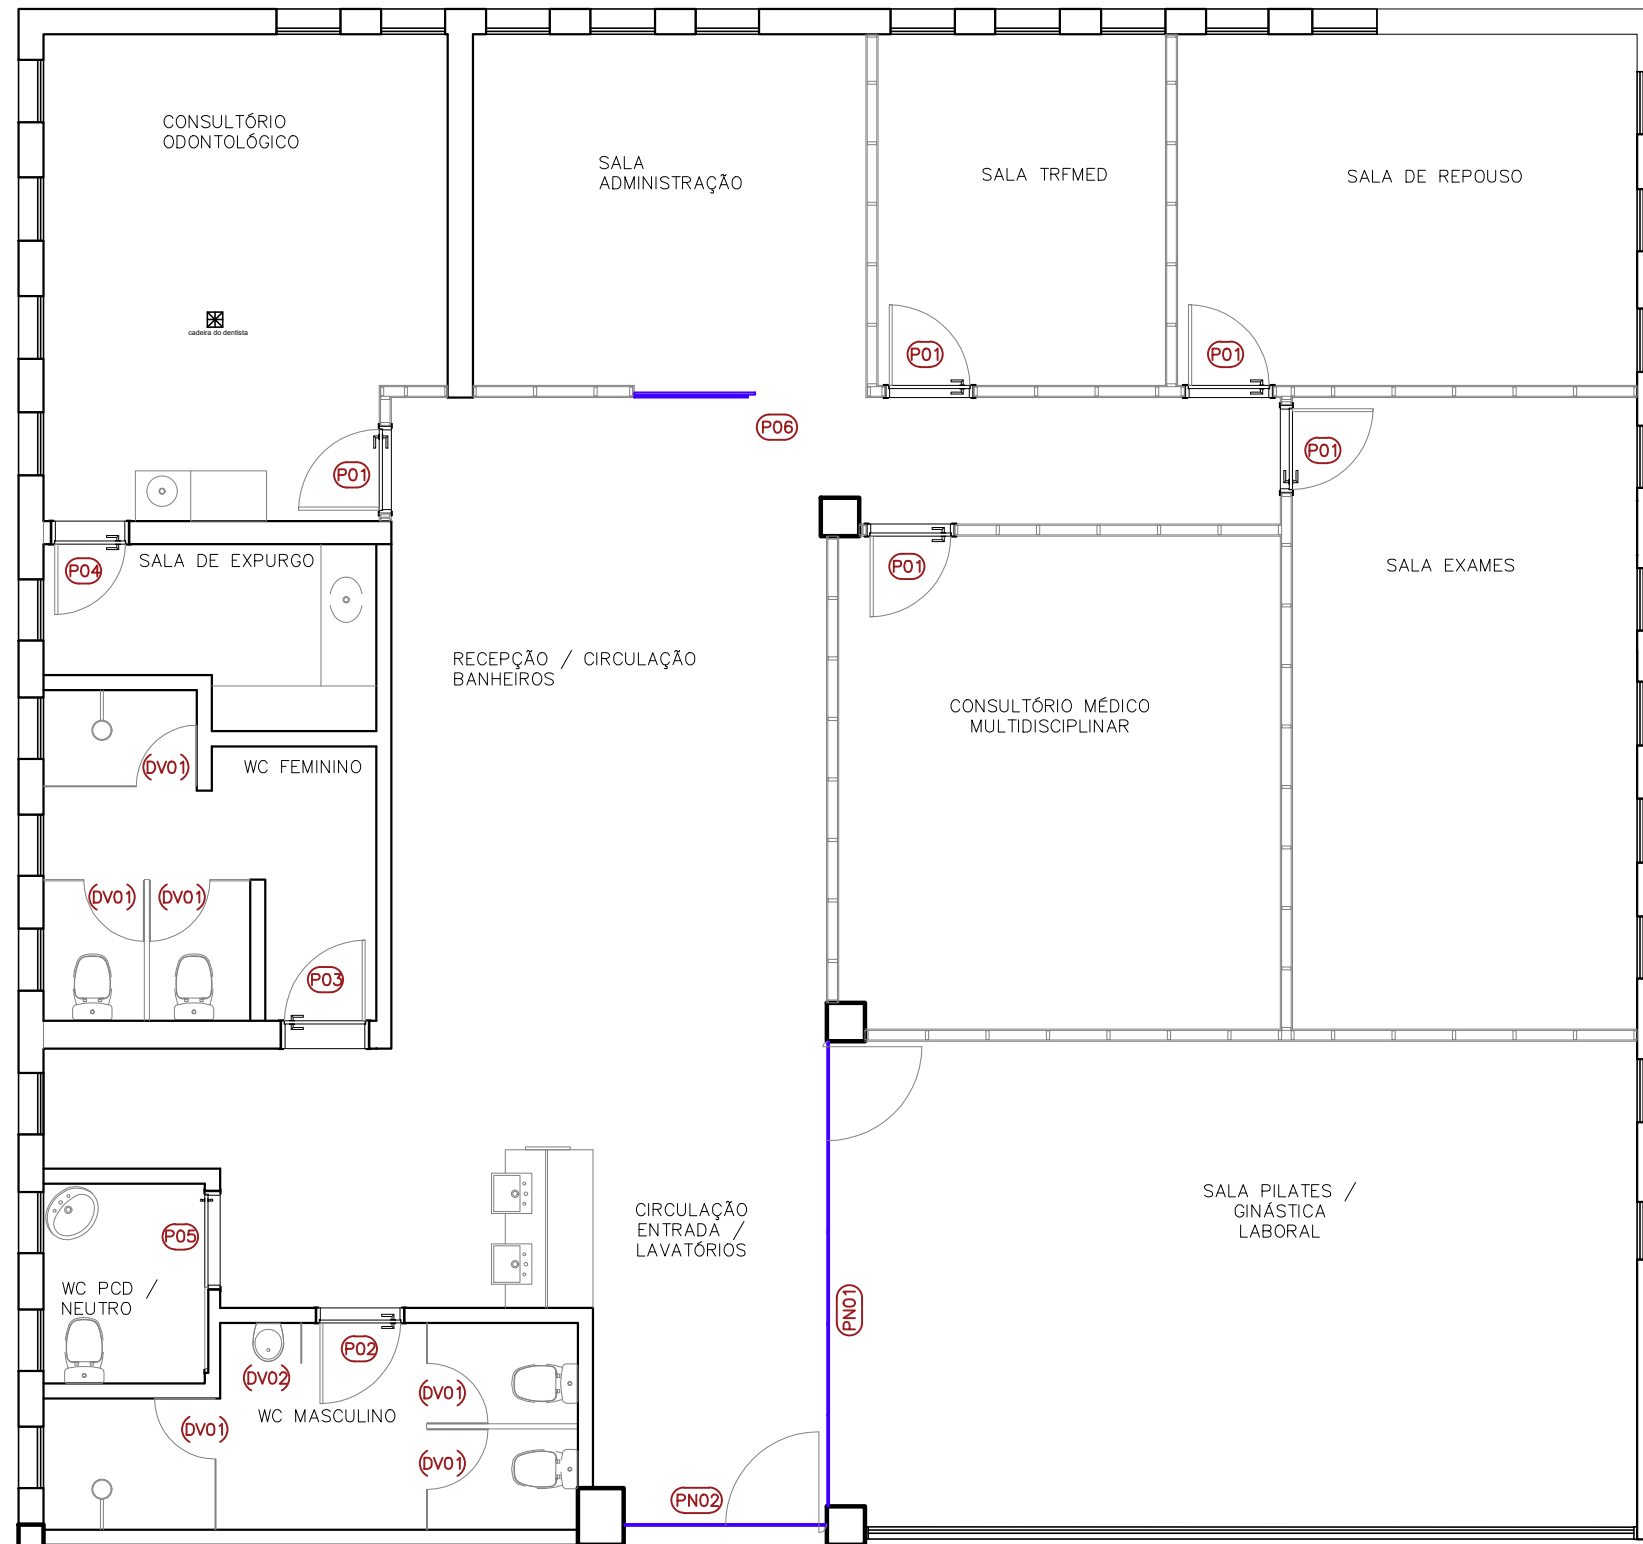 CONSULTÓRIO
ODONTOLÓGICO
SALA
ADMINISTRAÇÃO
SALA TRFMED
SALA DE REPOUSO
cadeira do dentista
P01
P01
P06
P01
P01
P04
SALA DE EXPURGO
P01
SALA EXAMES
RECEPÇÃO / CIRCULAÇÃO
BANHEIROS
CONSULTÓRIO MÉDICO
MULTIDISCIPLINAR
DV01
WC FEMININO
DV01
DV01
P03
SALA PILATES /
GINÁSTICA
LABORAL
CIRCULAÇÃO
ENTRADA /
LAVATÓRIOS
P05
WC PCD /
NEUTRO
PN01
P02
DV02
DV01
WC MASCULINO
DV01
DV01
PN02